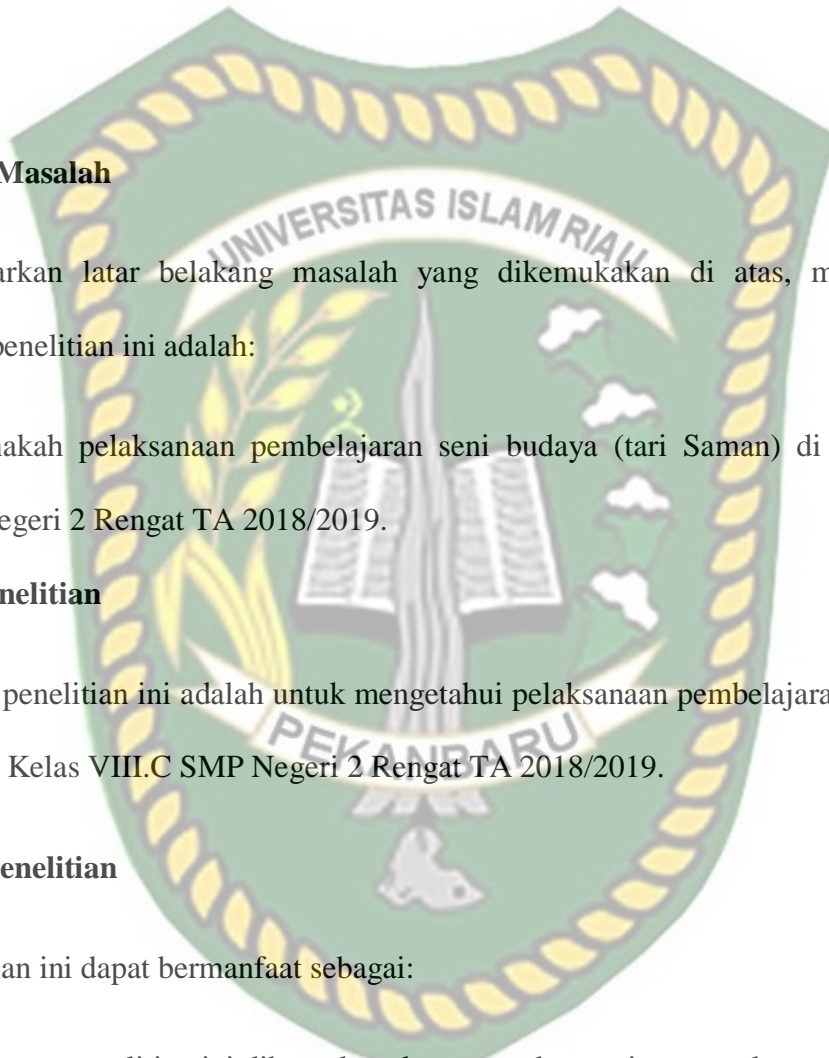 Masalah
UNIVERSITAS ISLAM RIAU
arkan latar belakang masalah yang dikemukakan di atas, m
penelitian ini adalah:
nakah pelaksanaan pembelajaran seni budaya (tari Saman) di
egeri 2 Rengat TA 2018/2019.
nelitian
penelitian ini adalah untuk mengetahui pelaksanaan pembelajara
PEKANBARU
Kelas VIII.C SMP Negeri 2 Rengat TA 2018/2019.
enelitian
an ini dapat bermanfaat sebagai: